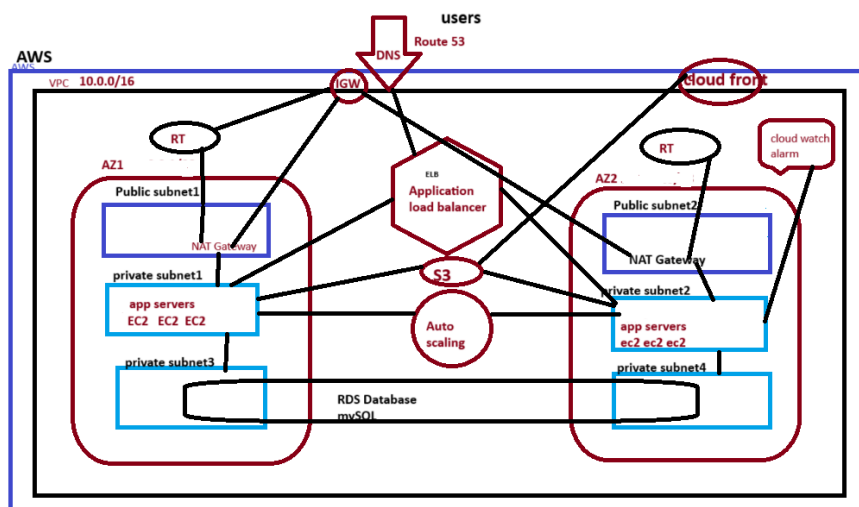 users
Route 53
DNS
AWS
AWS
VPC 10.0.0/16
IGW
cloud front
RT
RT
cloud watch
alarm
AZ1
ELB
Application
load balancer
AZ2
Public subnet1
Public subnet2
NAT Gateway
NAT Gateway
private subnet1
S3
private subnet2
app servers
EC2 EC2 EC2
Auto
scaling
app servers
ec2 ec2 ec2
private subnet3
private subnet4
RDS Database
mySQL